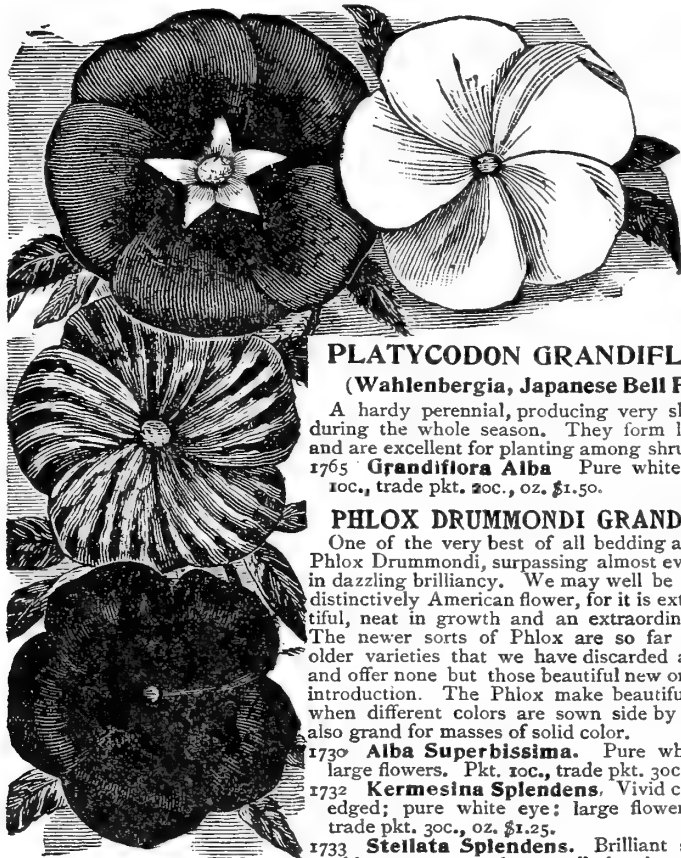 PLATYCODON GRANDIFL
(Wahlenbergia, Japanese Bell F
A hardy perennial, producing very sh
during the whole season. They form l
and are excellent for planting among shru
1765 Grandiflora Alba Pure white
10c., trade pkt. 20c., oz. $1.50.
PHLOX DRUMMONDI GRAND
One of the very best of all bedding a
Phlox Drummondi, surpassing almost ev
in dazzling brilliancy. We may well be
distinctively American flower, for it is ext
tiful, neat in growth and an extraordin
The newer sorts of Phlox are so far
older varieties that we have discarded a
and offer none but those beautiful new or
introduction. The Phlox make beautifu
when different colors are sown side by
also grand for masses of solid color.
1730 Alba Superbissima. Pure wh
large flowers. Pkt. 10c., trade pkt. 30c
1732 Kermesina Splendens, Vivid c
edged; pure white eye; large flower
trade pkt. 30c., oz. $1.25.
1733 Stellata Splendens. Brilliant s